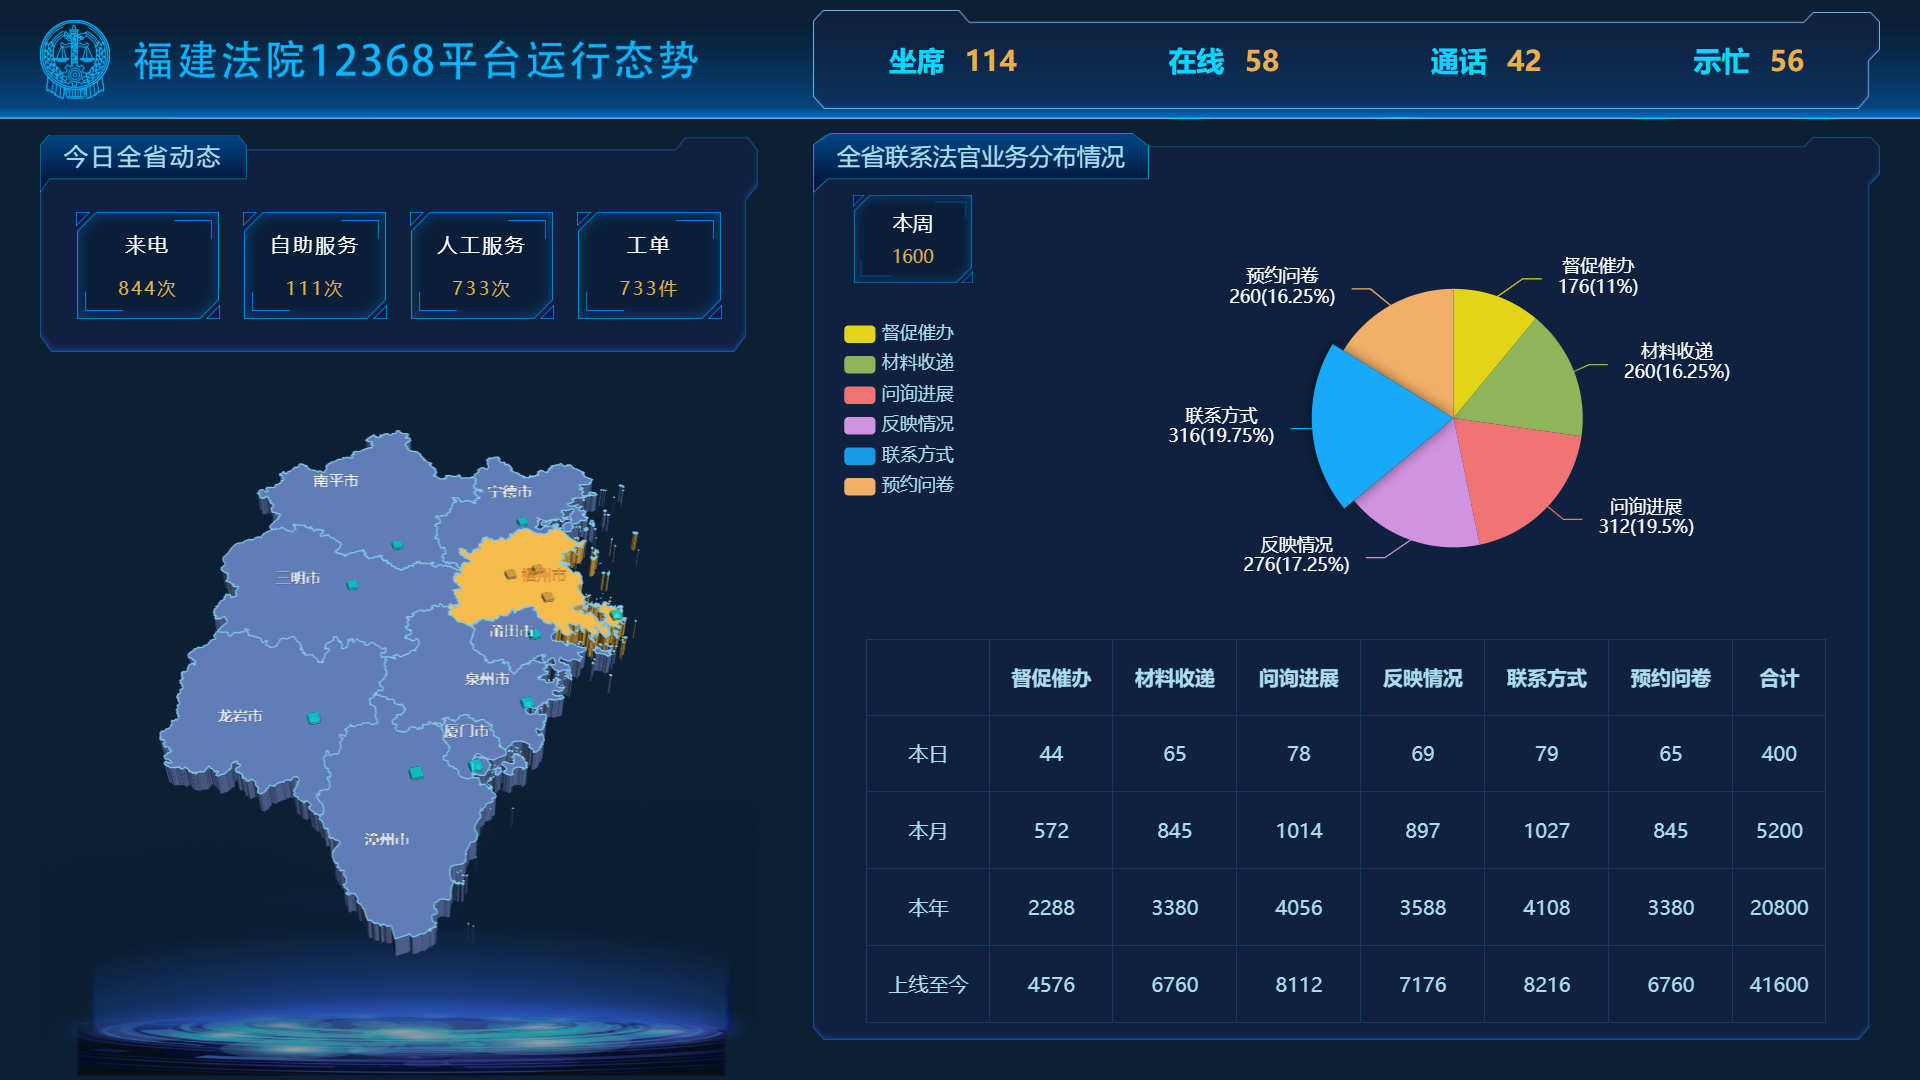 福建法院12368平台运行态势
坐席 114 在线 58 通话 42 示忙 56
今日全省动态
来电 自助服务 人工服务 工单
844次 111次 733次 733件
南平市
宁德市
三明市
福州市
莆田市
泉州市
龙岩市
厦门市
漳州市
全省联系法官业务分布情况
本周
1600
督促催办
材料收递
问询进展
反映情况
联系方式
预约问卷
督促催办
176(11%)
预约问卷
260(16.25%)
材料收递
260(16.25%)
联系方式
316(19.75%)
问询进展
312(19.5%)
反映情况
276(17.25%)
督促催办 材料收递 问询进展 反映情况 联系方式 预约问卷 合计
本日 44 65 78 69 79 65 400
本月 572 845 1014 897 1027 845 5200
本年 2288 3380 4056 3588 4108 3380 20800
上线至今 4576 6760 8112 7176 8216 6760 41600